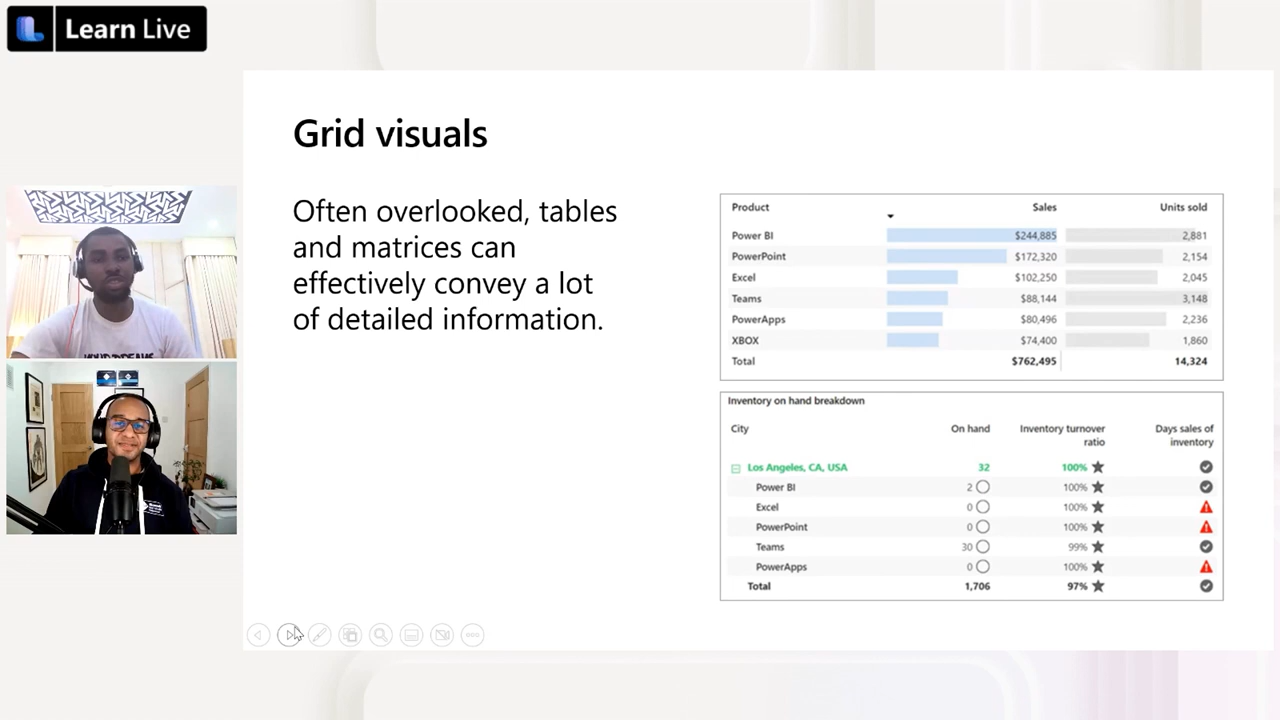 Learn Live
Grid visuals
Often overlooked, tables
and matrices can
effectively convey a lot
of detailed information.
Product Sales Units sold
Power BI $244,885 2,881
PowerPoint $172,320 2,154
Excel $102,250 2,045
Teams $88,144 3,148
PowerApps $80,496 2,236
XBOX $74,400 1,860
Total $762,495 14,324
Inventory on hand breakdown
City On hand Inventory turnover Days sales of
ratio inventory
Los Angeles, CA, USA 32 100%
Power BI 2 100%
Excel 0 100%
PowerPoint 0 100%
Teams 30 99%
PowerApps 0 100%
Total 1,706 97%